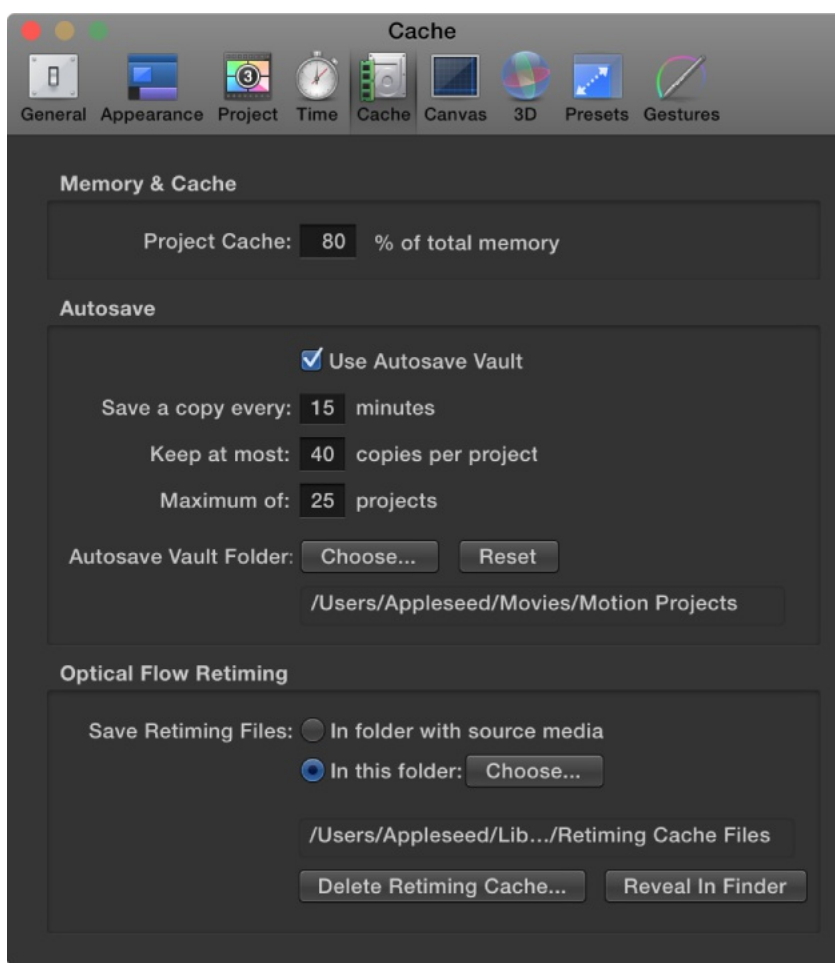 Cache
General Appearance Project Time Cache Canvas 3D Presets Gestures
Memory & Cache
Project Cache: 80 % of total memory
Autosave
Use Autosave Vault
Save a copy every: 15 minutes
Keep at most: 40 copies per project
Maximum of: 25 projects
Autosave Vault Folder: Choose... Reset
/Users/Appleseed/Movies/Motion Projects
Optical Flow Retiming
Save Retiming Files: In folder with source media
In this folder: Choose...
/Users/Appleseed/Lib.../Retiming Cache Files
Delete Retiming Cache... Reveal In Finder